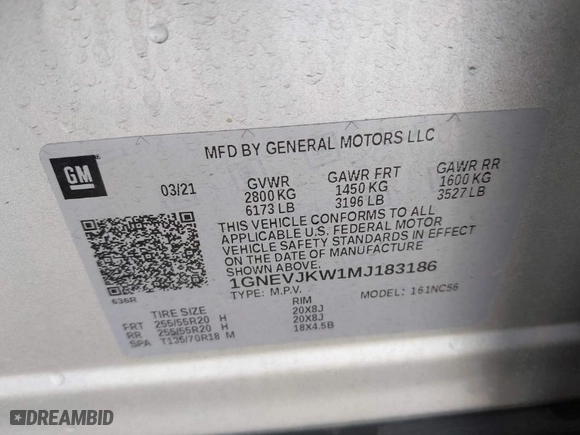 MFD BY GENERAL MOTORS LLC
GM
03/21 GVWR GAWR FRT GAWR RR
2800 KG 1450 KG 1600 KG
6173 LB 3196 LB 3527 LB
THIS VEHICLE CONFORMS TO ALL
APPLICABLE U.S. FEDERAL MOTOR
VEHICLE SAFETY STANDARDS IN EFFECT
ON THE DATE OF MANUFACTURE
SHOWN ABOVE.
1GNEVJKW1MJ183186
TYPE: M.P.V. MODEL: 161NC56
636R
TIRE SIZE RIM
FRT 255/55R20 H 20X8J
RR 255/55R20 H 20X8J
SPA T135/70R18 M 18X4.5B
DREAMBID